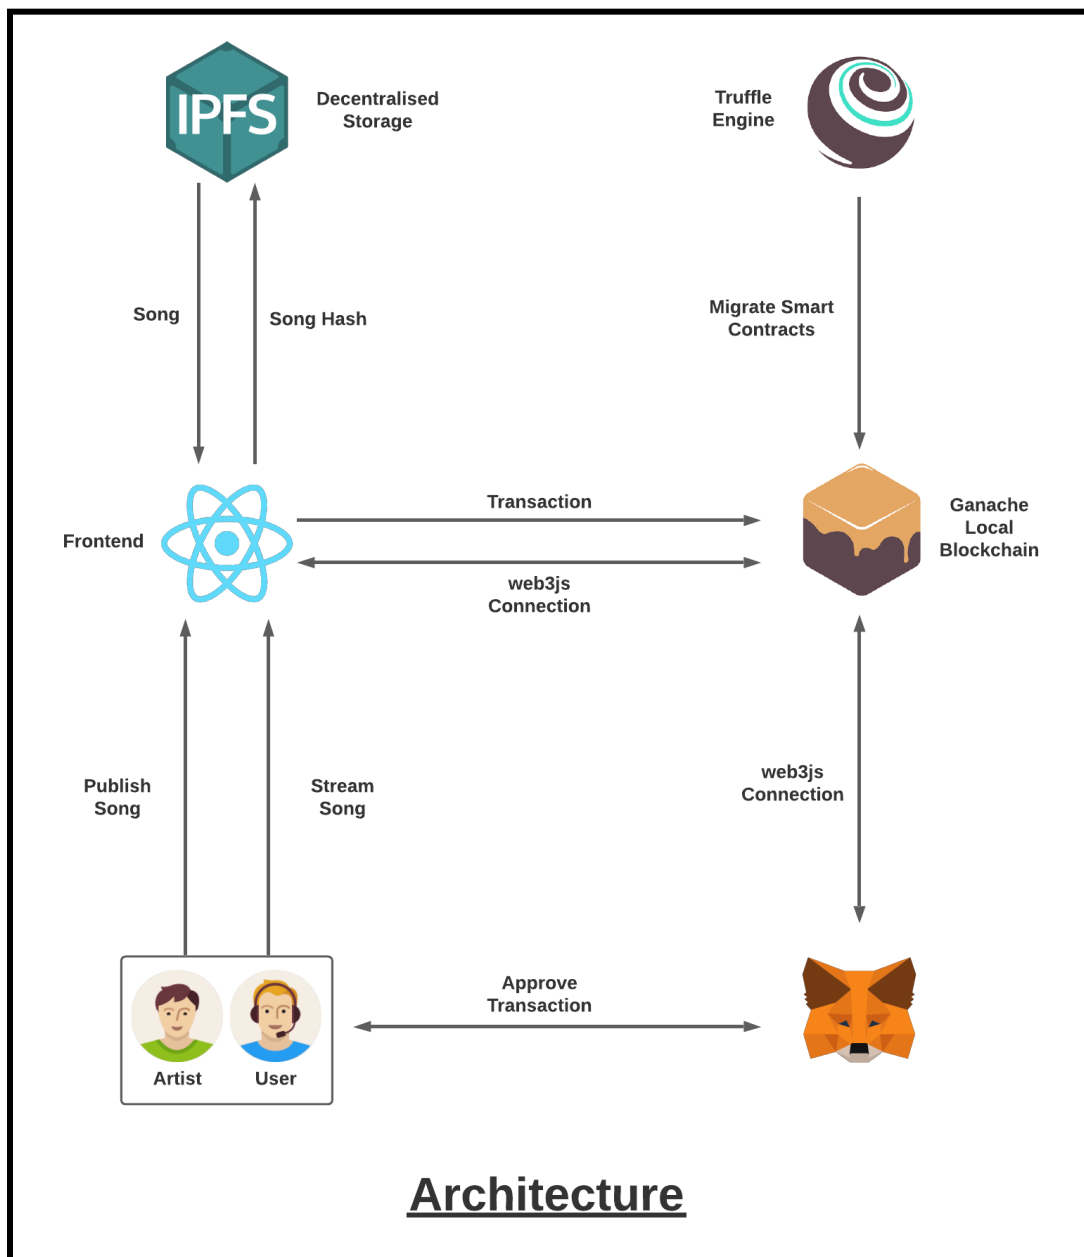 IPFS
Decentralised
Storage
Truffle
Engine
Song
Song Hash
Migrate Smart
Contracts
Frontend
Transaction
web3js
Connection
Ganache
Local
Blockchain
Publish
Song
Stream
Song
web3js
Connection
Artist
User
Approve
Transaction
Architecture